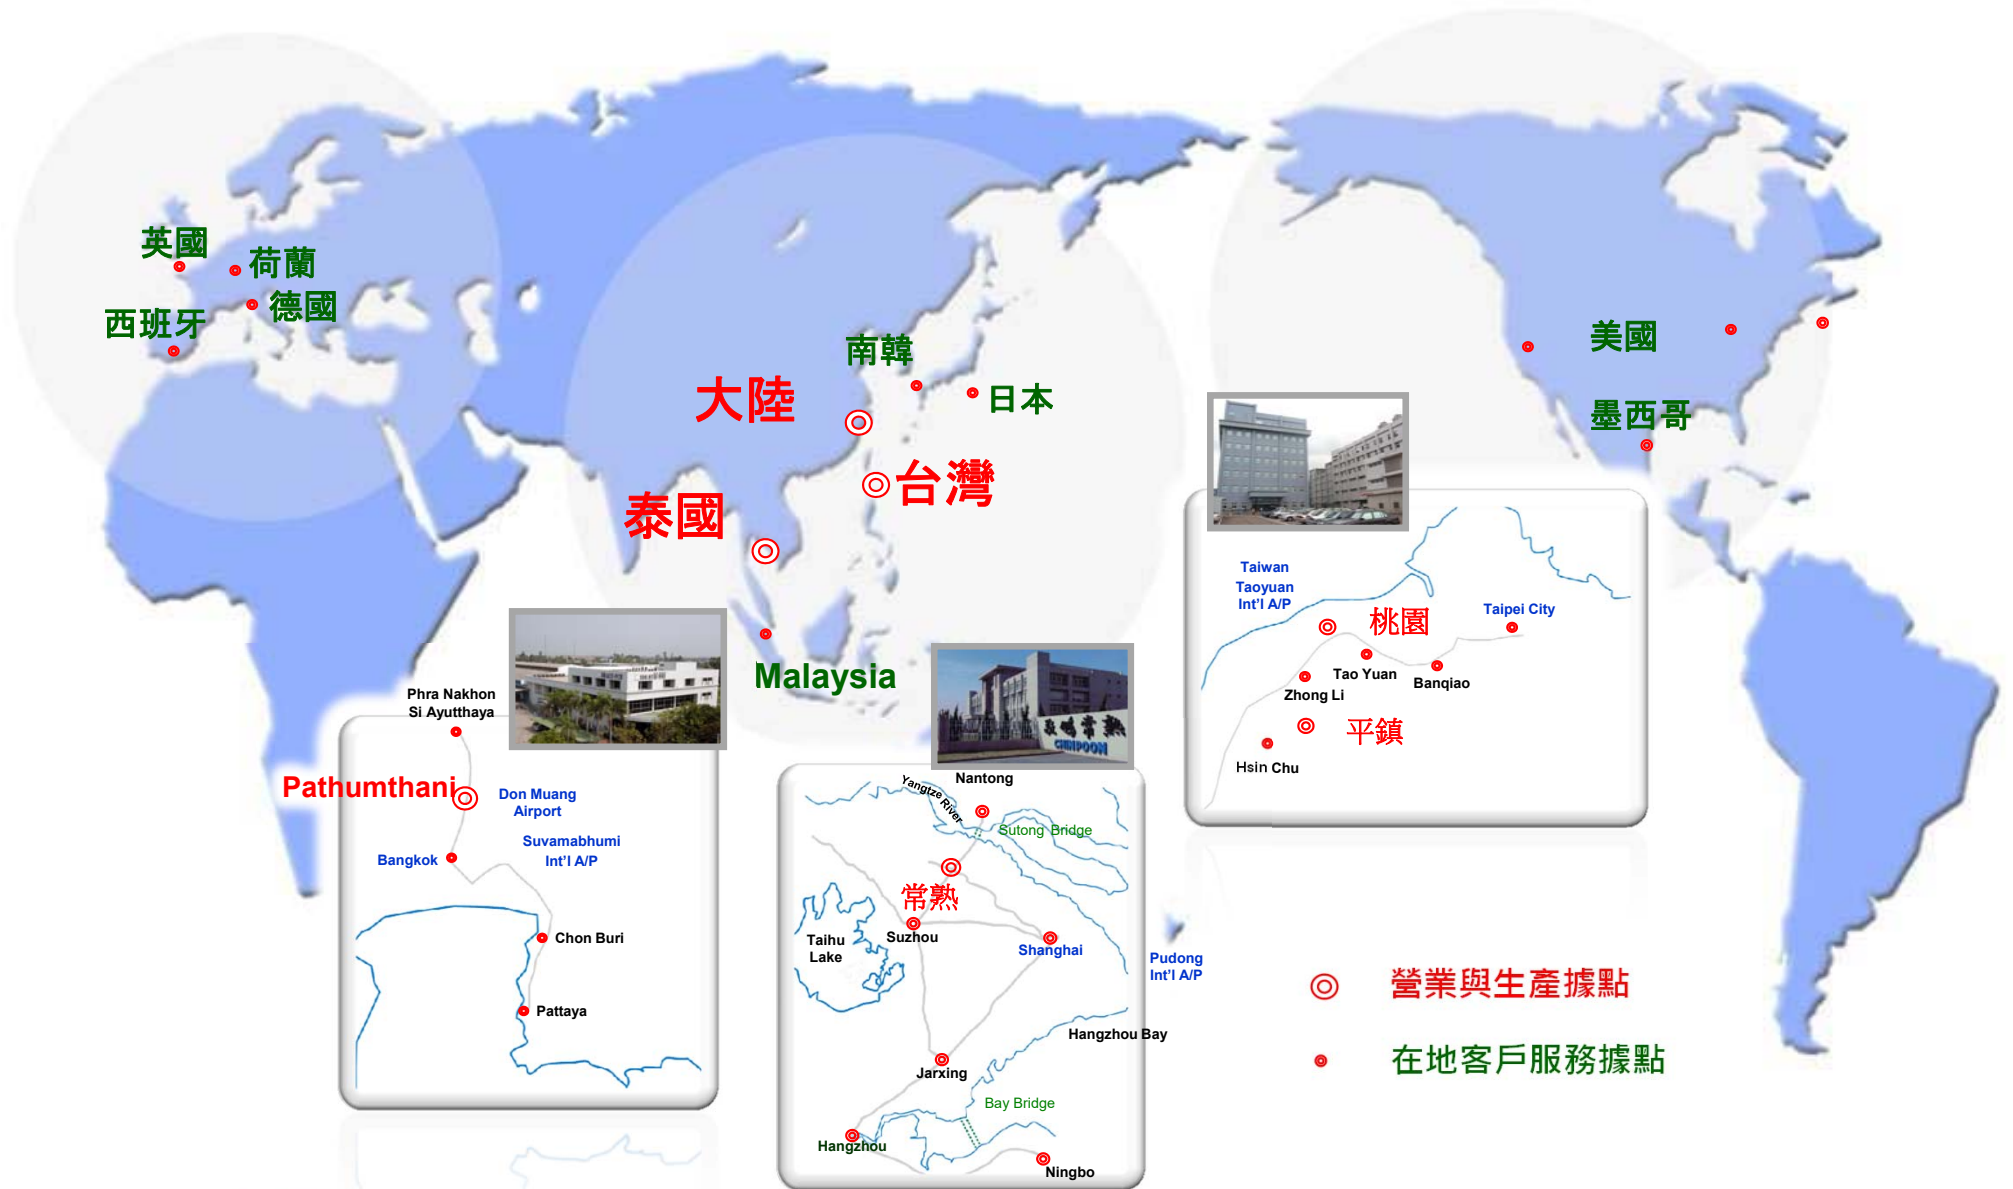 英國
荷蘭
德國
西班牙
南韓
日本
大陸
台灣
泰國
Malaysia
美國
墨西哥
Phra Nakhon
Si Ayutthaya
Pathumthani
Don Muang
Airport
Suvamabhumi
Int'l A/P
Bangkok
Chon Buri
Pattaya
CHINPOON
Nantong
Yangtze River
Sutong Bridge
常熟
Suzhou
Taihu
Lake
Shanghai
Pudong
Int'l A/P
Hangzhou Bay
Jarxing
Bay Bridge
Hangzhou
Ningbo
Taiwan
Taoyuan
Int'l A/P
桃園
Taipei City
Tao Yuan
Banqiao
Zhong Li
平鎮
Hsin Chu
營業與生產據點
在地客戶服務據點